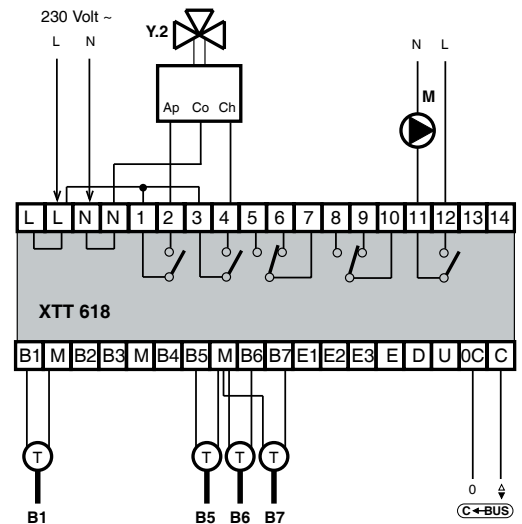 230 Volt ~
L N
Y.2
N L
Ap Co Ch
M
L L N N 1 2 3 4 5 6 7 8 9 10 11 12 13 14
XTT 618
B1 M B2 B3 M B4 B5 M B6 B7 E1 E2 E3 E D U 0C C
T T T T
0
B1 B5 B6 B7
C BUS